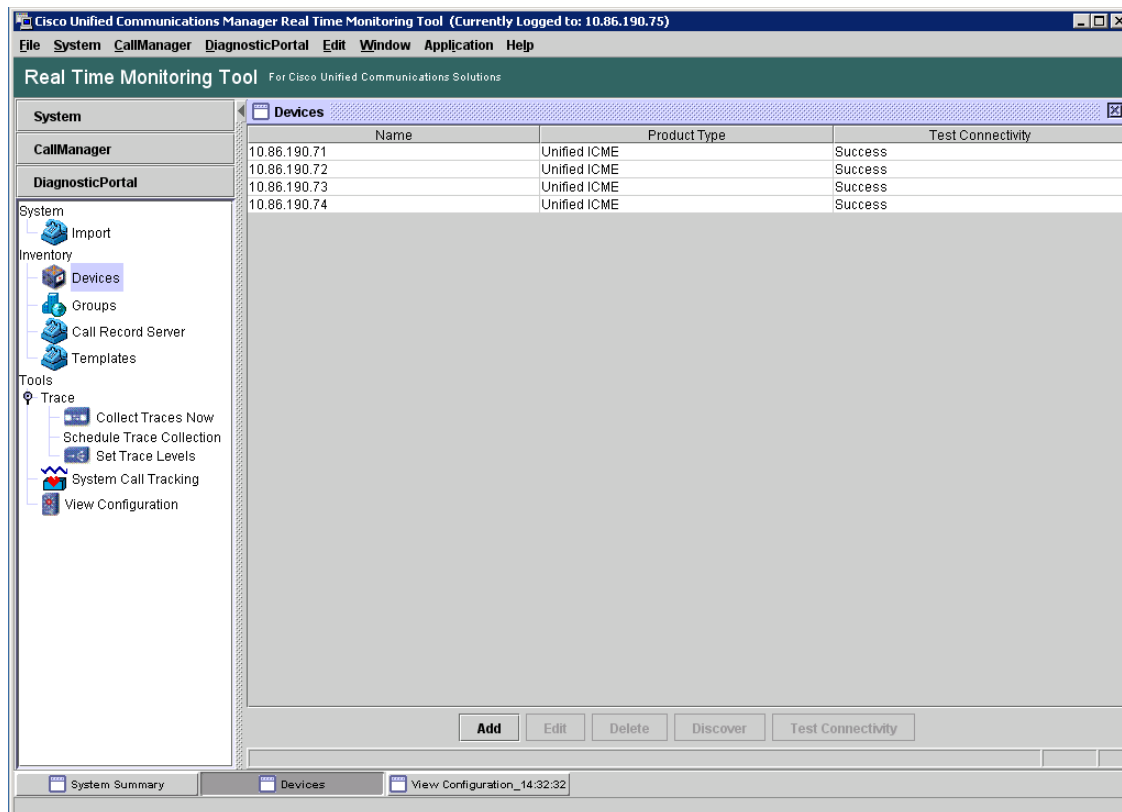 Cisco Unified Communications Manager Real Time Monitoring Tool (Currently Logged to: 10.86.190.75)
File System CallManager DiagnosticPortal Edit Window Application Help
Real Time Monitoring Tool For Cisco Unified Communications Solutions
System
CallManager
DiagnosticPortal
System
Import
Inventory
Devices
Groups
Call Record Server
Templates
Tools
Trace
Collect Traces Now
Schedule Trace Collection
Set Trace Levels
System Call Tracking
View Configuration
Devices
Name Product Type Test Connectivity
10.86.190.71 Unified ICME Success
10.86.190.72 Unified ICME Success
10.86.190.73 Unified ICME Success
10.86.190.74 Unified ICME Success
Add Edit Delete Discover Test Connectivity
System Summary Devices View Configuration_14:32:32